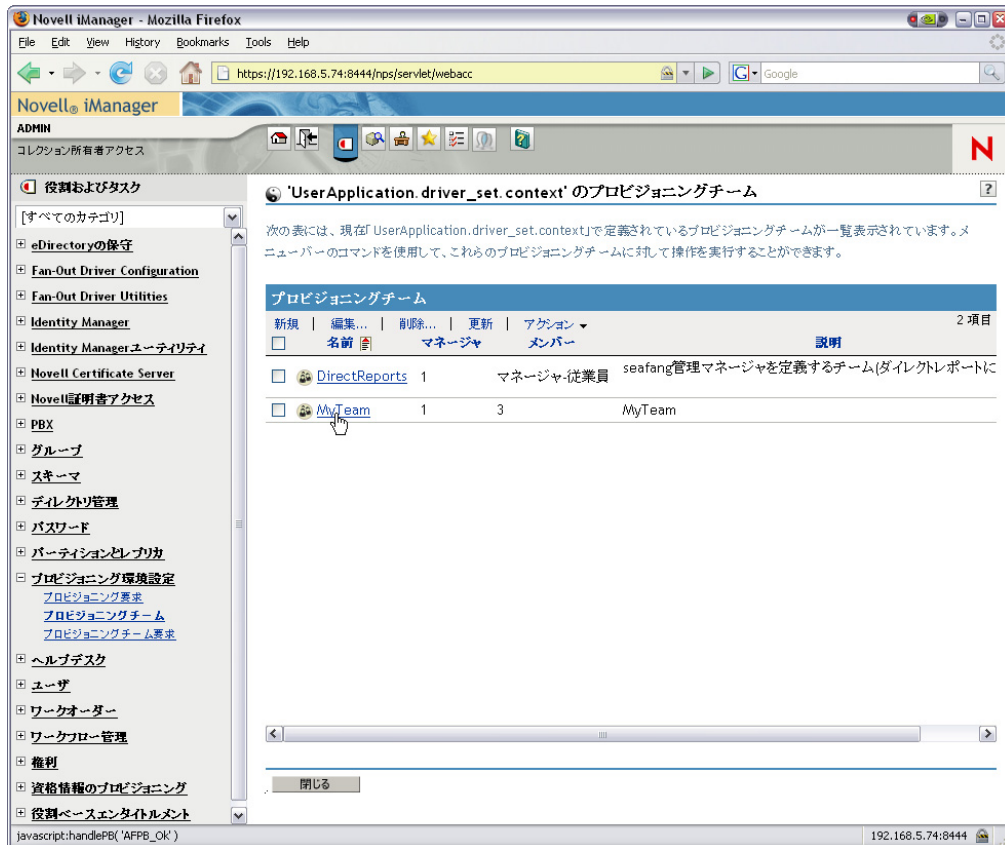 Novell iManager - Mozilla Firefox
File Edit View History Bookmarks Tools Help
https://192.168.5.74:8444/nps/servlet/webacc
G Google
Novell® iManager
ADMIN
コレクション所有者アクセス
N
役割およびタスク
[すべてのカテゴリ]
eDirectoryの保守
Fan-Out Driver Configuration
Fan-Out Driver Utilities
Identity Manager
Identity Managerユーティリティ
Novell Certificate Server
Novell証明書アクセス
PBX
グループ
スキーマ
ディレクトリ管理
パスワード
パーティションとレプリカ
プロビジョニング環境設定
プロビジョニング要求
プロビジョニングチーム
プロビジョニングチーム要求
ヘルプデスク
ユーザ
ワークオーダー
ワークフロー管理
権利
資格情報のプロビジョニング
役割ベースエンタイトルメント
'UserApplication.driver_set.context' のプロビジョニングチーム
?
次の表には、現在「UserApplication.driver_set.context」で定義されているプロビジョニングチームが一覧表示されています。メ
ニューバーのコマンドを使用して、これらのプロビジョニングチームに対して操作を実行することができます。
プロビジョニングチーム
新規 | 編集... | 削除... | 更新 | アクション
2 項目
名前 マネージャ メンバー 説明
DirectReports 1 マネージャ-従業員 seafang管理マネージャを定義するチーム(ダイレクトレポートに
MyTeam 1 3 MyTeam
閉じる
javascript:handlePB( 'AFPB_Ok' )
192.168.5.74:8444